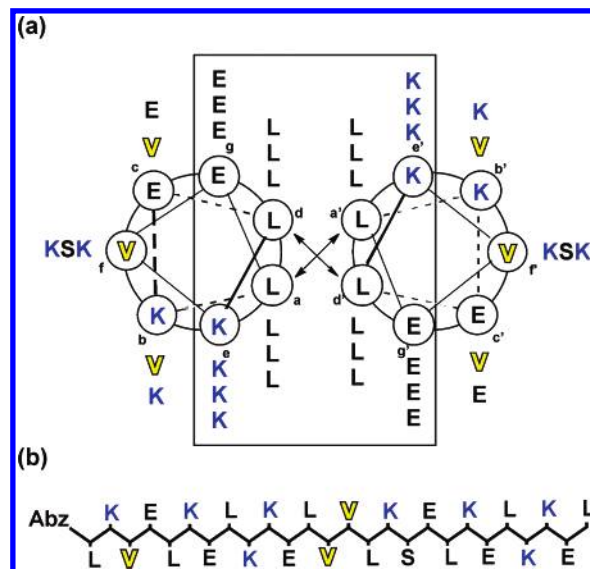 (a)
K
E E K K
E K
V E L L K V
g L L e'
c L L b'
E E L L K K
d a'
L L
KSK V V KSK
f f'
L L
a d'
K K E E
b e g' c'
V L L V
K K L L E E
K L L E
K E
(b)
K E K L K L V K E K L K L
Abz
L V L E K E V L S L E K E